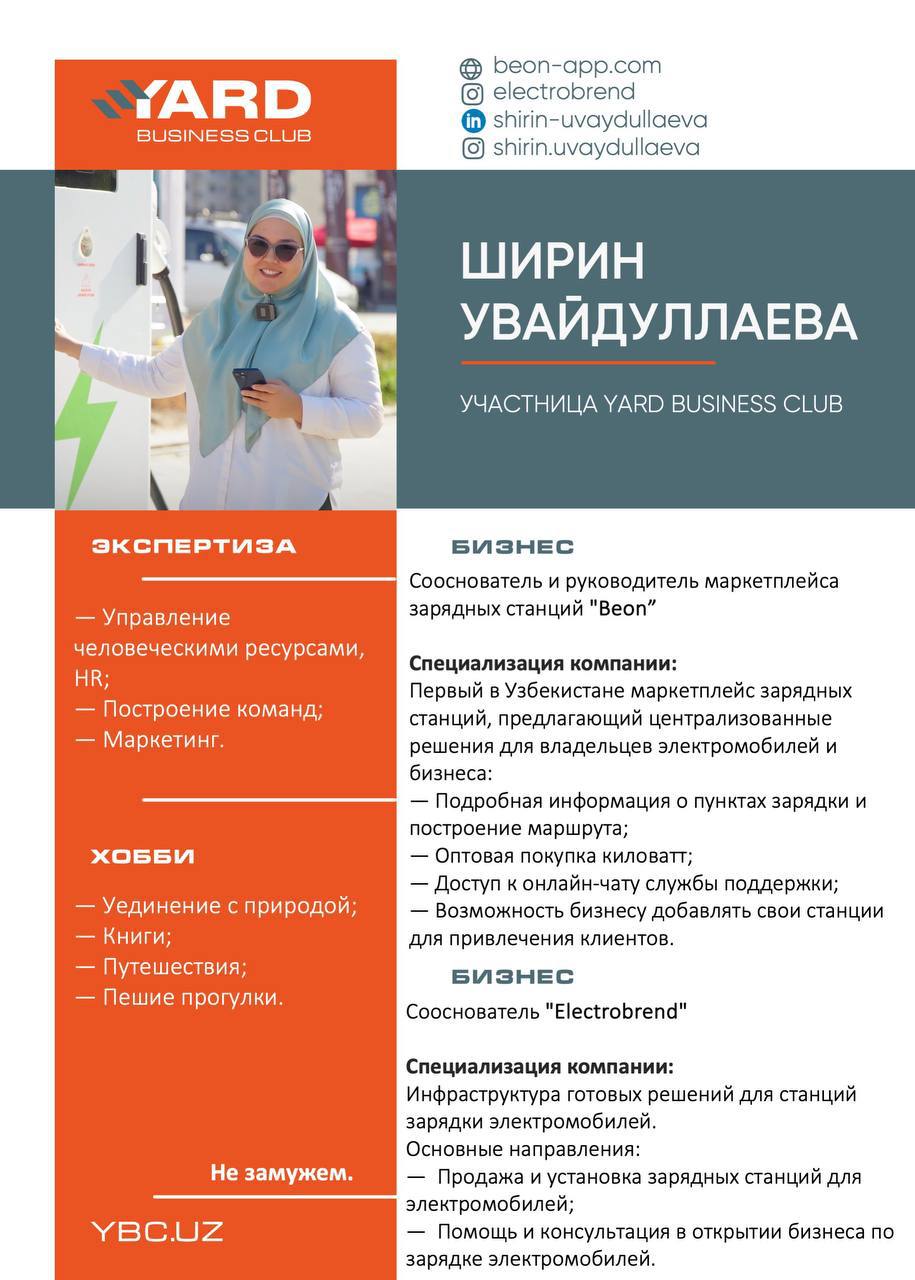 YARD
BUSINESS CLUB
beon-app.com
electrobrend
in shirin-uvaydullaeva
shirin.uvaydullaeva
ШИРИН
УВАЙДУЛЛАЕВА
УЧАСТНИЦА YARD BUSINESS CLUB
ЭКСПЕРТИЗА
— Управление
человеческими ресурсами,
HR;
— Построение команд;
— Маркетинг.
ХОББИ
— Уединение с природой;
— Книги;
— Путешествия;
— Пешие прогулки.
Не замужем.
YBC.UZ
БИЗНЕС
Сооснователь и руководитель маркетплейса
зарядных станций "Beon”
Специализация компании:
Первый в Узбекистане маркетплейс зарядных
станций, предлагающий централизованные
решения для владельцев электромобилей и
бизнеса:
— Подробная информация о пунктах зарядки и
построение маршрута;
— Оптовая покупка киловатт;
— Доступ к онлайн-чату службы поддержки;
— Возможность бизнесу добавлять свои станции
для привлечения клиентов.
БИЗНЕС
Сооснователь "Electrobrend"
Специализация компании:
Инфраструктура готовых решений для станций
зарядки электромобилей.
Основные направления:
— Продажа и установка зарядных станций для
электромобилей;
— Помощь и консультация в открытии бизнеса по
зарядке электромобилей.